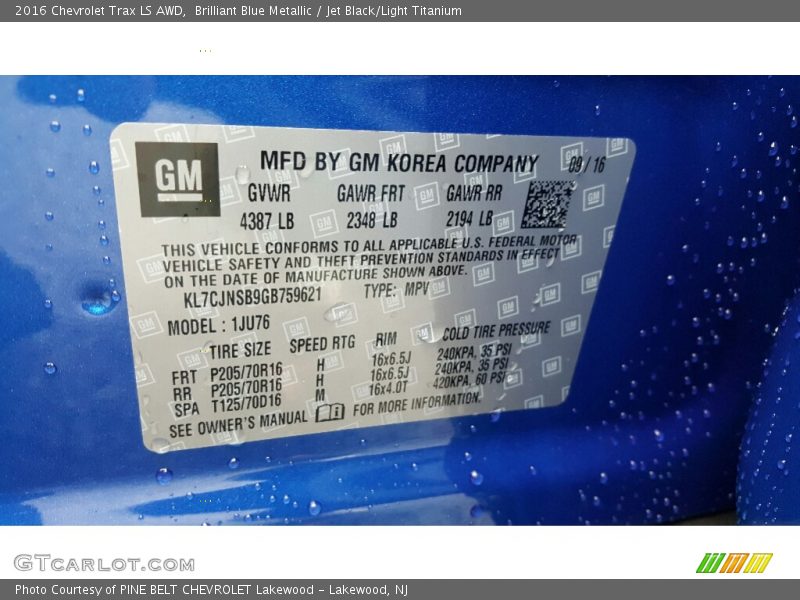 2016 Chevrolet Trax LS AWD,  Brilliant Blue Metallic / Jet Black/Light Titanium
GM
MFD BY GM KOREA COMPANY 09/16
GVWR GAWR FRT GAWR RR
4387 LB 2348 LB 2194 LB
THIS VEHICLE CONFORMS TO ALL APPLICABLE U.S. FEDERAL MOTOR
VEHICLE SAFETY AND THEFT PREVENTION STANDARDS IN EFFECT
ON THE DATE OF MANUFACTURE SHOWN ABOVE.
KL7CJNSB9GB759621 TYPE: MPV
MODEL : 1JU76
TIRE SIZE SPEED RTG RIM COLD TIRE PRESSURE
FRT P205/70R16 H 16x6.5J 240KPA, 35 PSI
RR P205/70R16 H 16x6.5J 240KPA, 35 PSI
SPA T125/70D16 M 16x4.0T 420KPA, 60 PSI
SEE OWNER'S MANUAL FOR MORE INFORMATION.
GTCARLOT.COM
Photo Courtesy of PINE BELT CHEVROLET Lakewood - Lakewood, NJ